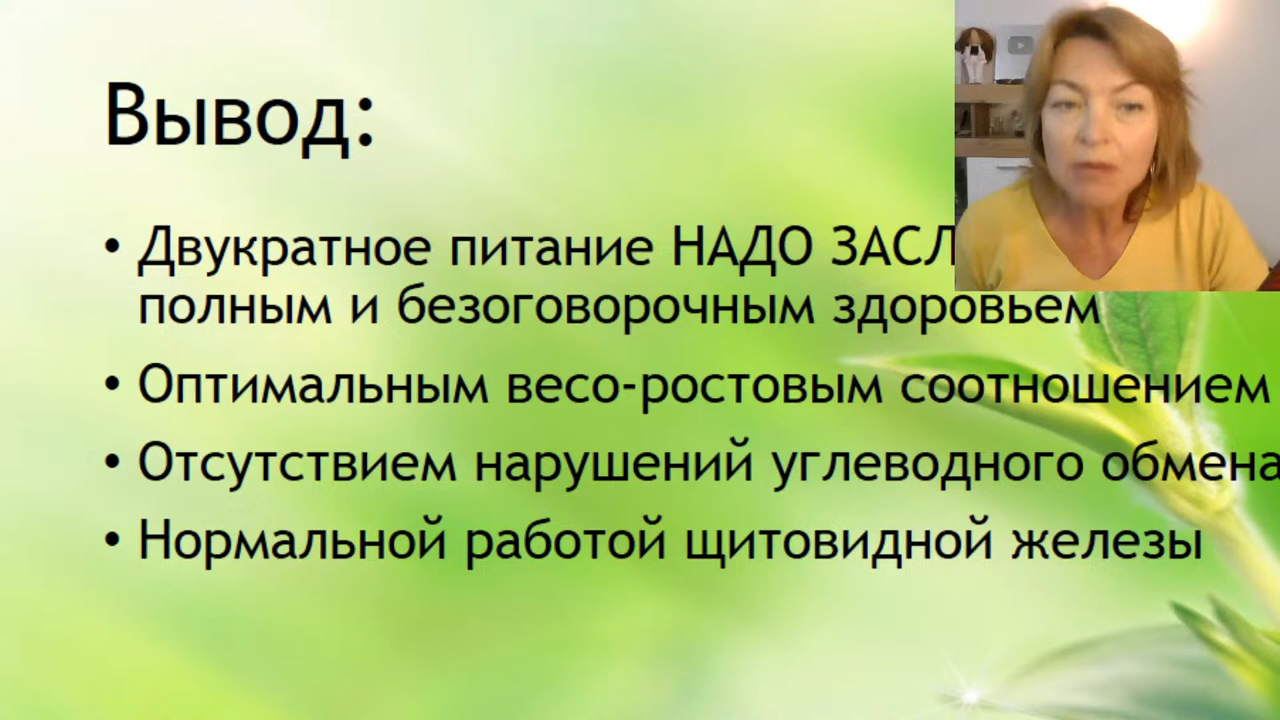 Вывод:
• Двукратное питание НАДО
полным и безоговорочным здоровьем
• Оптимальным весо-ростовым соотношением
• Отсутствием нарушений углеводного обмена
• Нормальной работой щитовидной железы